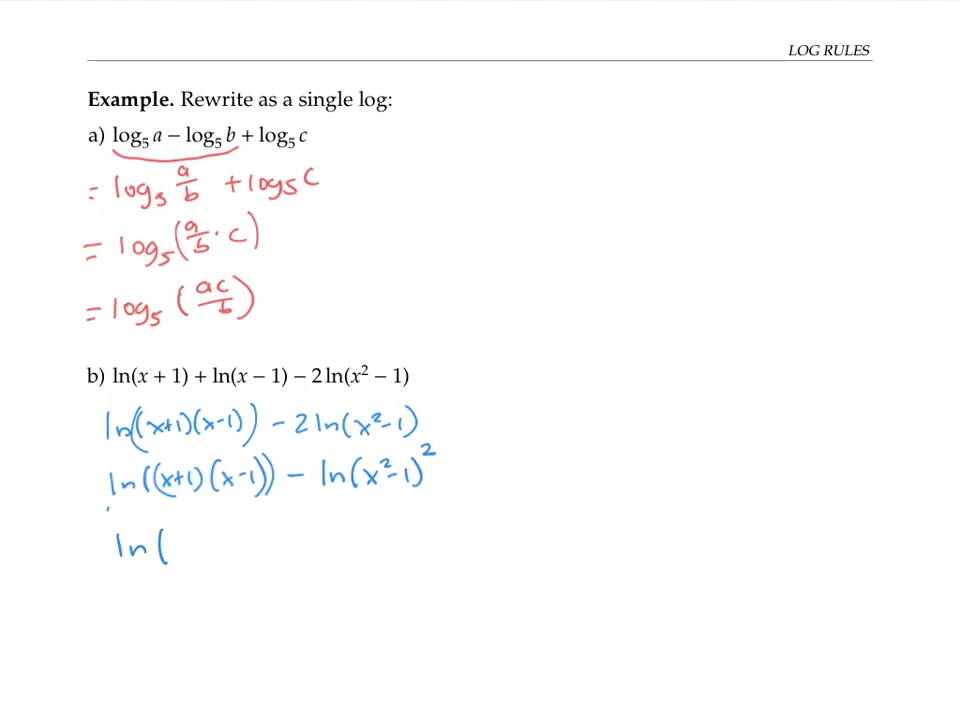 LOG RULES
Example. Rewrite as a single log:
a) log₅ a − log₅ b + log₅ c
= log₅ a/b + log₅ c
= log₅(a/b · c)
= log₅(ac/b)
b) ln(x + 1) + ln(x − 1) − 2 ln(x² − 1)
ln((x+1)(x-1)) - 2 ln(x²-1)
ln((x+1)(x-1)) - ln(x²-1)²
ln(